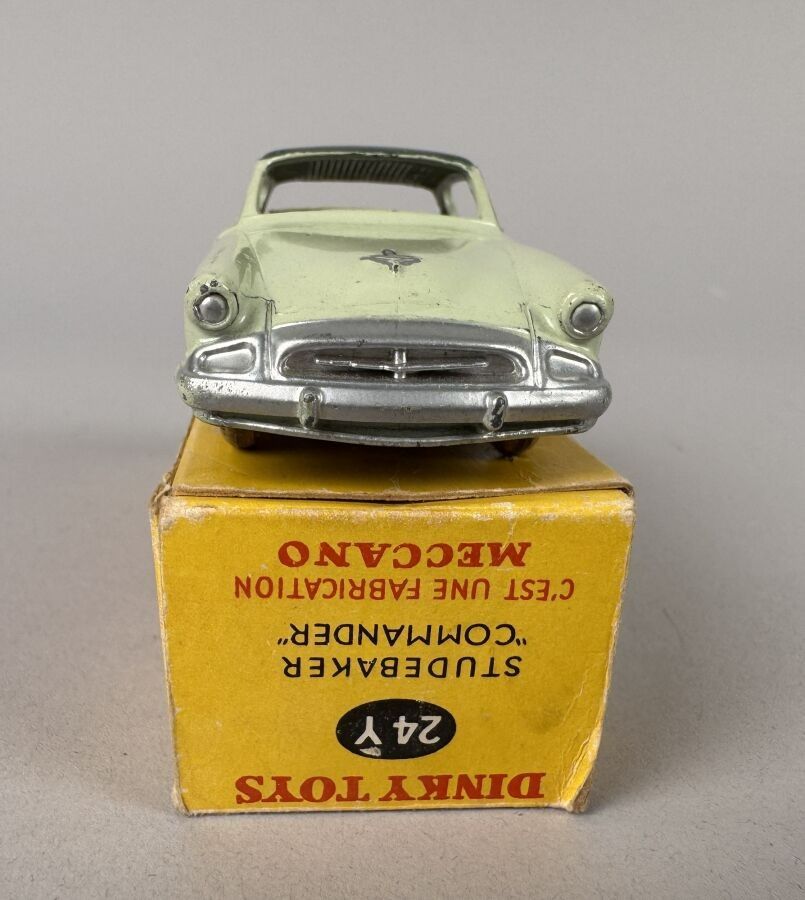 DINKY TOYS
24 Y
STUDEBAKER
"COMMANDER"
C'EST UNE FABRICATION
MECCANO